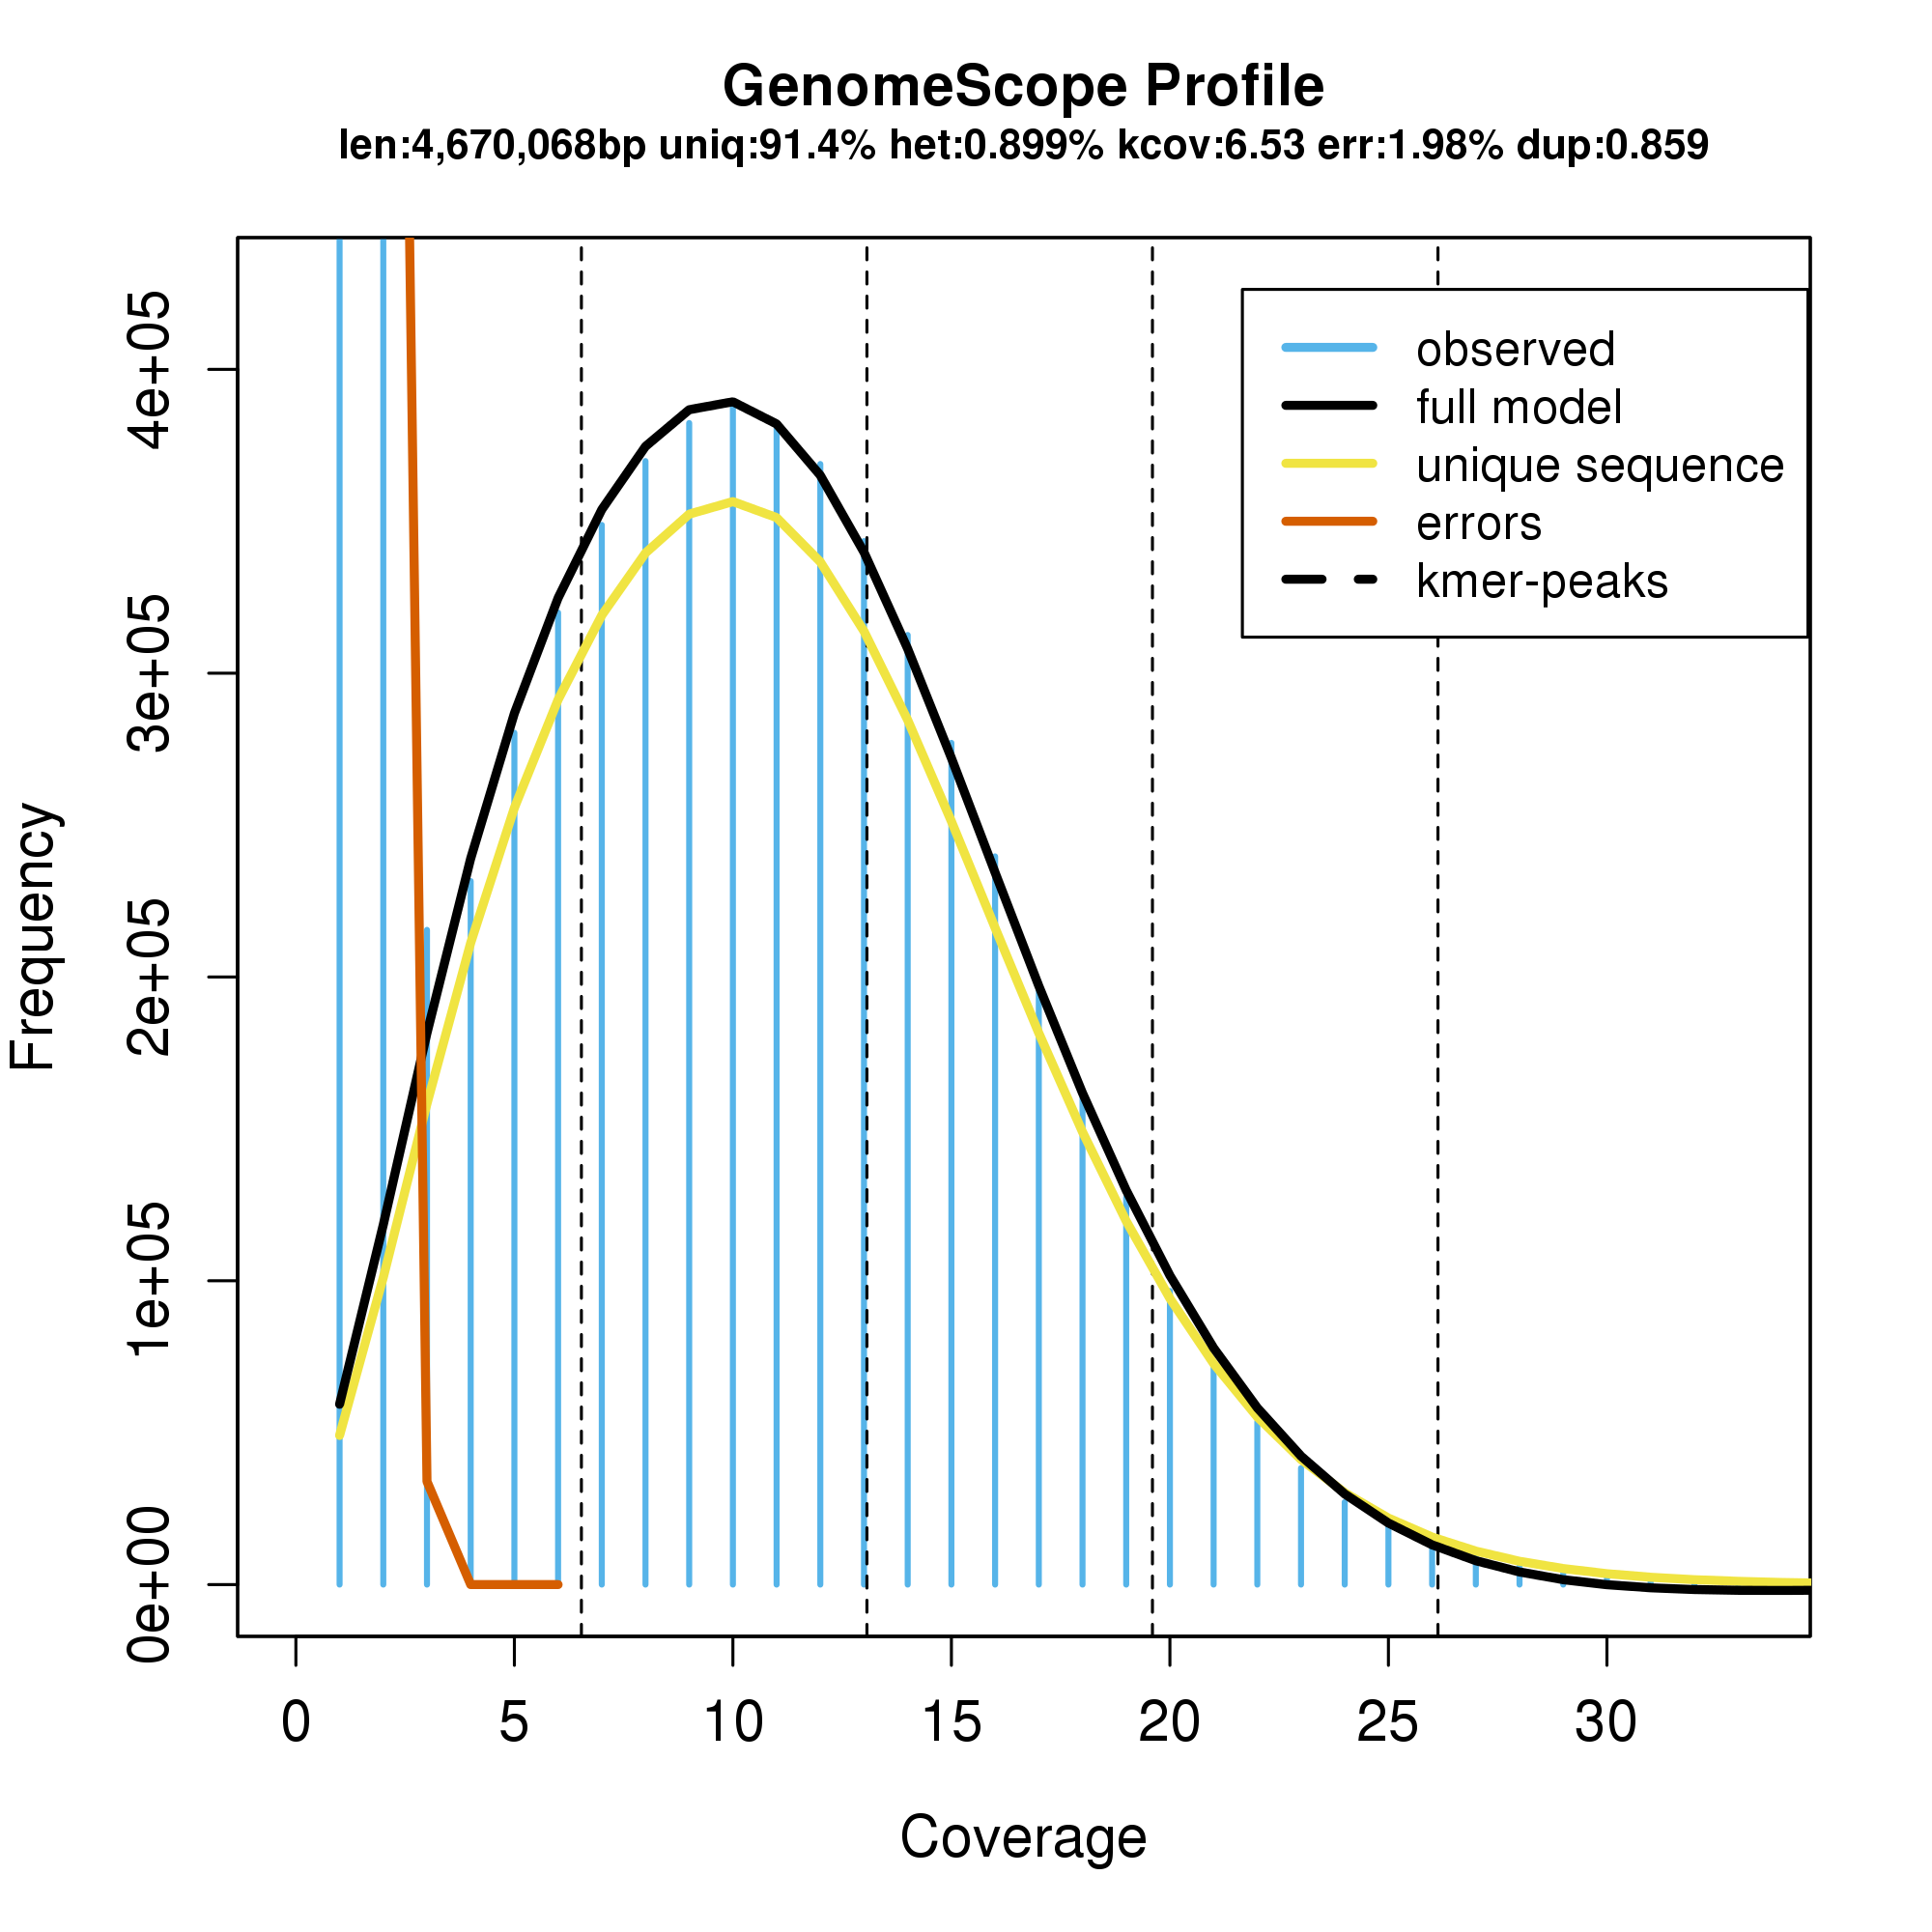 GenomeScope Profile
len:4,670,068bp uniq:91.4% het:0.899% kcov:6.53 err:1.98% dup:0.859
observed
full model
unique sequence
errors
kmer-peaks
Frequency
4e+05
3e+05
2e+05
1e+05
0e+00
0 5 10 15 20 25 30
Coverage